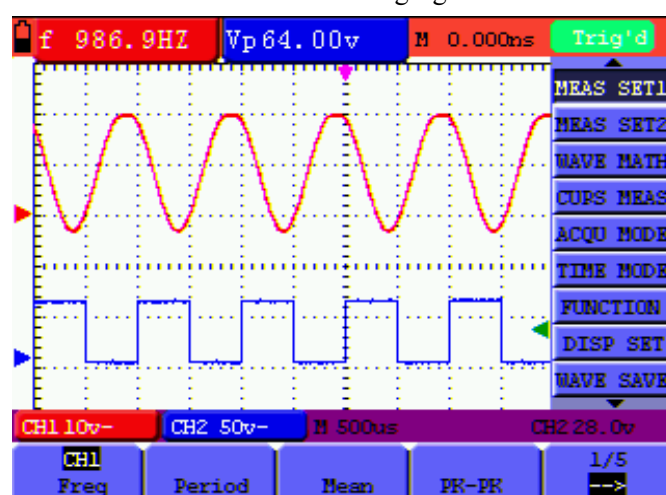 f 986.9HZ Vp64.00v M 0.000ns Trig'd
MEAS SET1
MEAS SET2
WAVE MATH
CURS MEAS
ACQU MODE
TIME MODE
FUNCTION
DISP SET
WAVE SAVE
CH1 10v- CH2 50v- M 500us CH2 28.0v
CH1 1/5
Freq Period Mean PK-PK -->